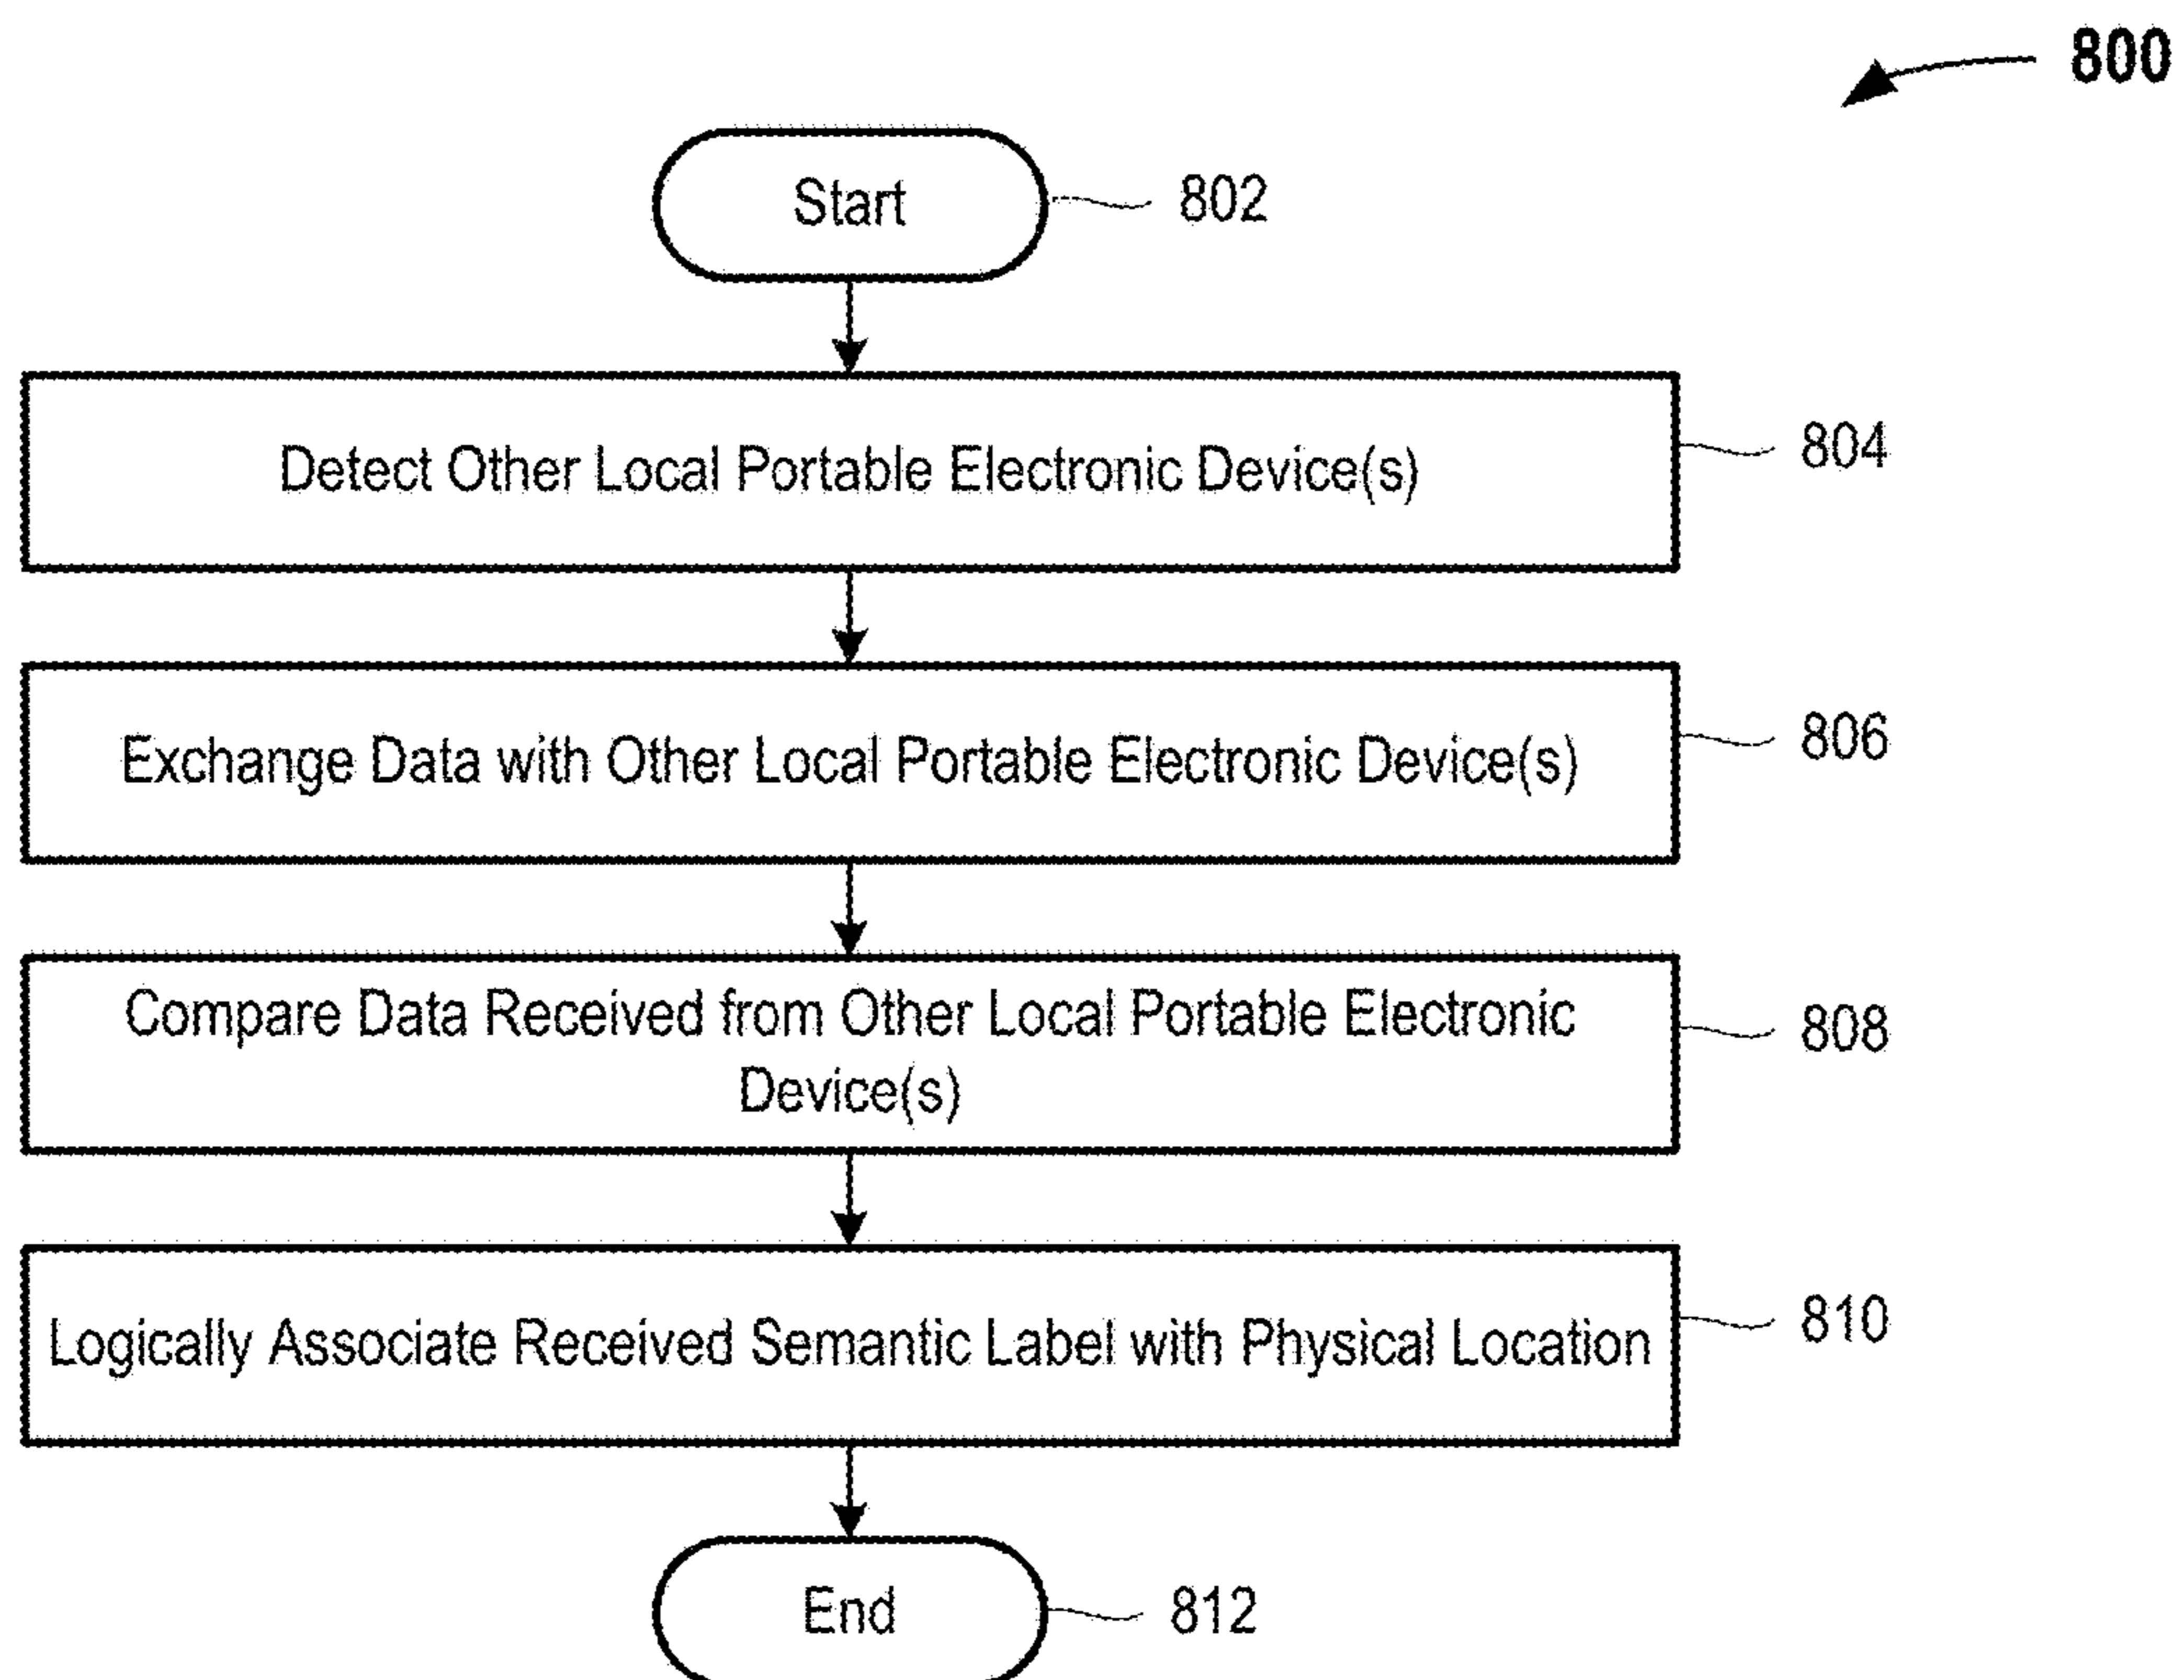 800
Start
802
Detect Other Local Portable Electronic Device(s)
804
Exchange Data with Other Local Portable Electronic Device(s)
806
Compare Data Received from Other Local Portable Electronic
Device(s)
808
Logically Associate Received Semantic Label with Physical Location
810
End
812